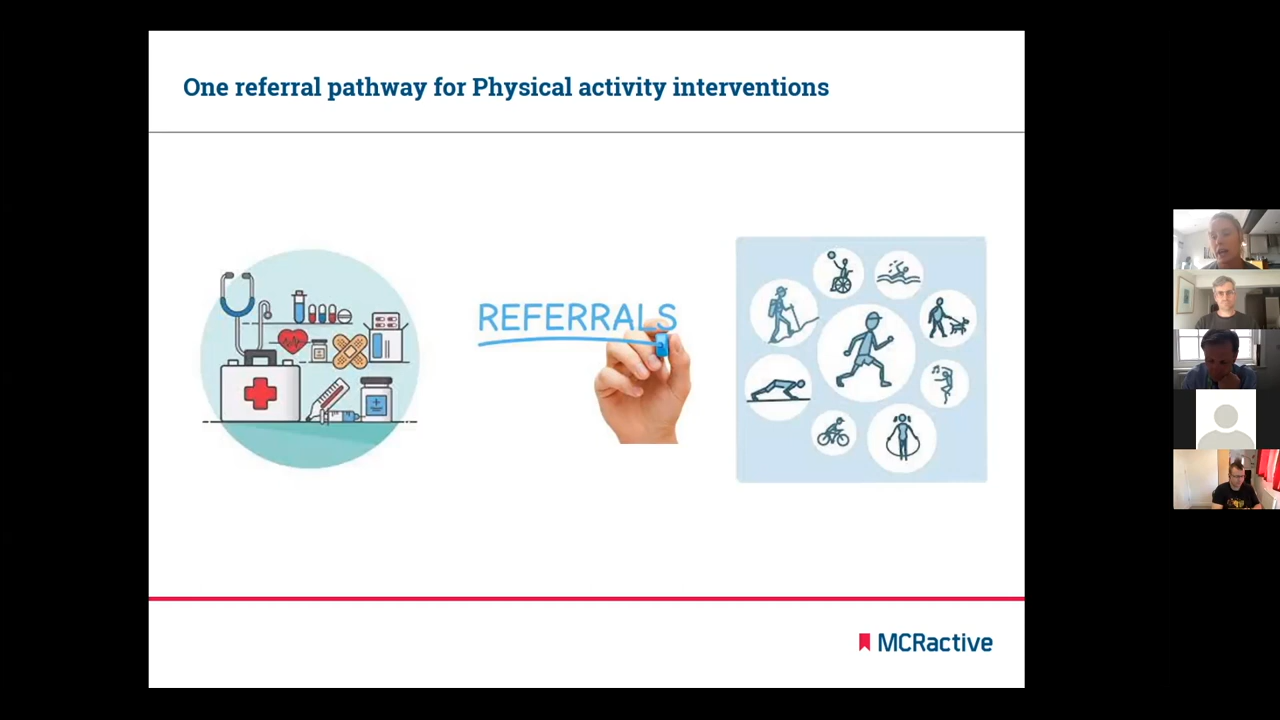 One referral pathway for Physical activity interventions
REFERRALS
MCRactive